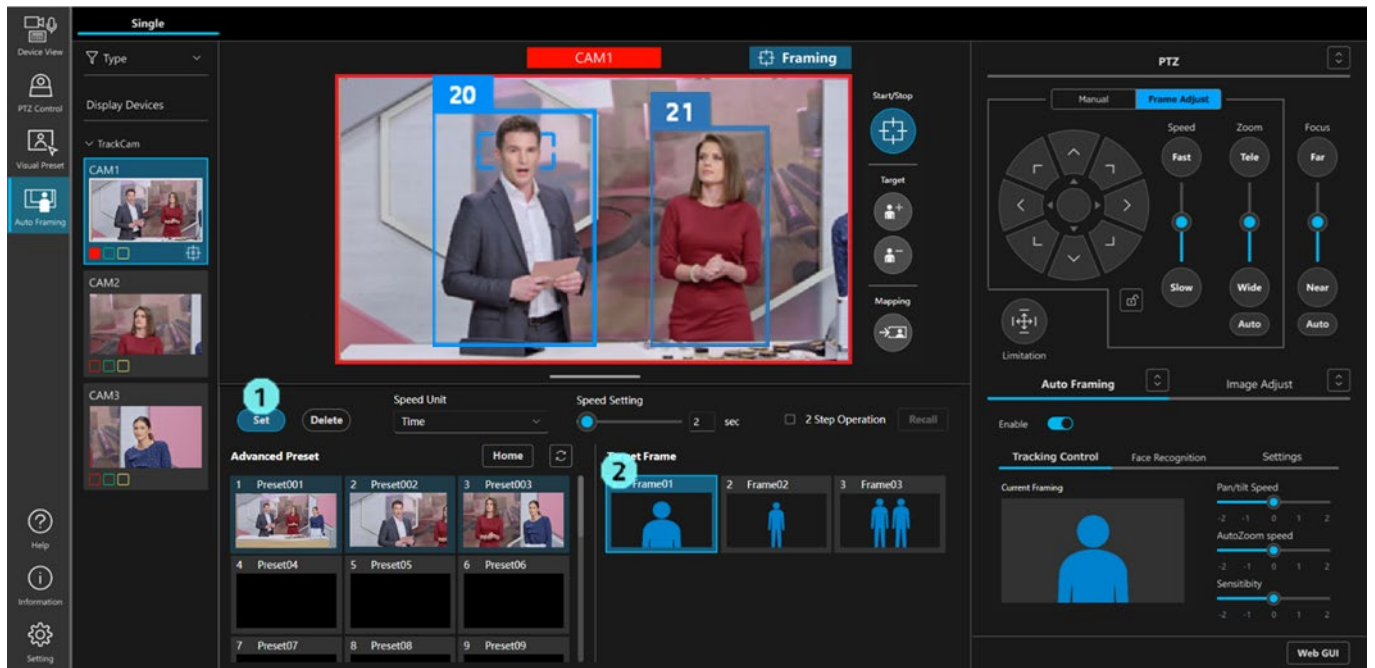 Single
Device View
PTZ Control
Visual Preset
Auto Framing
Help
Information
Setting
Type
Display Devices
TrackCam
CAM1
CAM2
CAM3
CAM1
Framing
20
21
Start/Stop
Target
Mapping
1
Set
Delete
Speed Unit
Time
Speed Setting
2 sec
2 Step Operation
Recall
Advanced Preset
Home
1 Preset001
2 Preset002
3 Preset003
4 Preset04
5 Preset05
6 Preset06
7 Preset07
8 Preset08
9 Preset09
Frame
2
Frame01
2 Frame02
3 Frame03
PTZ
Manual
Frame Adjust
Speed
Zoom
Focus
Fast
Tele
Far
Slow
Wide
Near
Auto
Auto
Limitation
Auto Framing
Image Adjust
Enable
Tracking Control
Face Recognition
Settings
Current Framing
Pan/tilt Speed
-2 -1 0 1 2
AutoZoom speed
-2 -1 0 1 2
Sensitibity
-2 -1 0 1 2
Web GUI